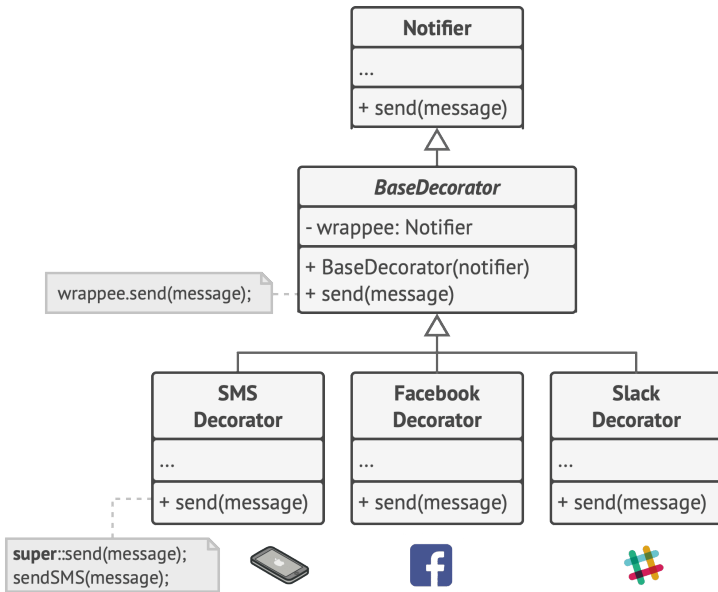 Notifier
...
+ send(message)
BaseDecorator
- wrappee: Notifier
+ BaseDecorator(notifier)
+ send(message)
wrappee.send(message);
SMS
Decorator
...
+ send(message)
Facebook
Decorator
...
+ send(message)
Slack
Decorator
...
+ send(message)
super::send(message);
sendSMS(message);